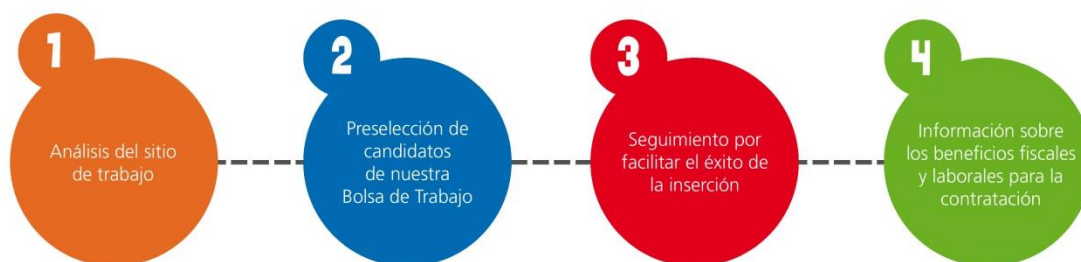 1
Análisis del sitio
de trabajo
2
Preselección de
candidatos
de nuestra
Bolsa de Trabajo
3
Seguimiento por
facilitar el éxito de
la inserción
4
Información sobre
los beneficios fiscales
y laborales para la
contratación